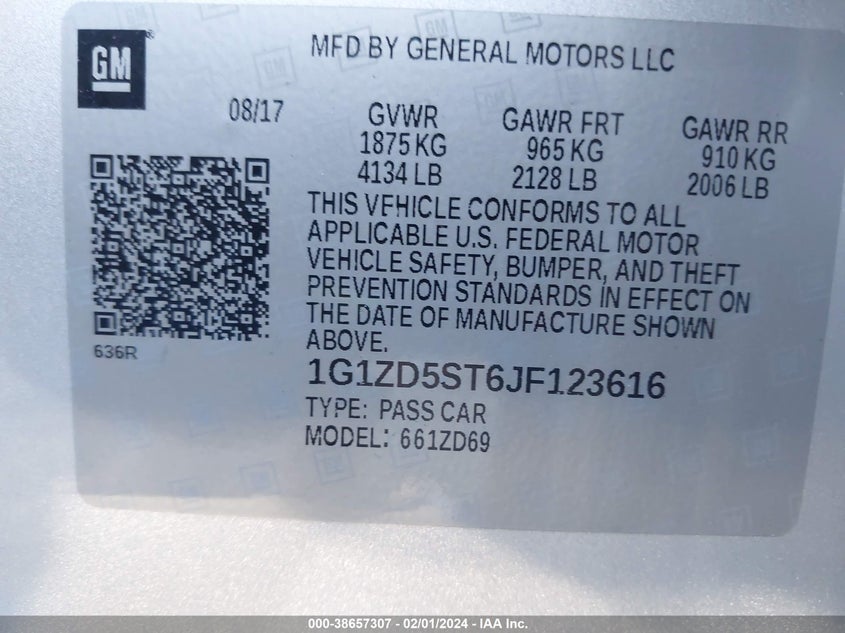 GM
MFD BY GENERAL MOTORS LLC
08/17
GVWR
1875 KG
4134 LB
GAWR FRT
965 KG
2128 LB
GAWR RR
910 KG
2006 LB
THIS VEHICLE CONFORMS TO ALL
APPLICABLE U.S. FEDERAL MOTOR
VEHICLE SAFETY, BUMPER, AND THEFT
PREVENTION STANDARDS IN EFFECT ON
THE DATE OF MANUFACTURE SHOWN
ABOVE.
636R
1G1ZD5ST6JF123616
TYPE: PASS CAR
MODEL: 661ZD69
000-38657307 - 02/01/2024 - IAA Inc.